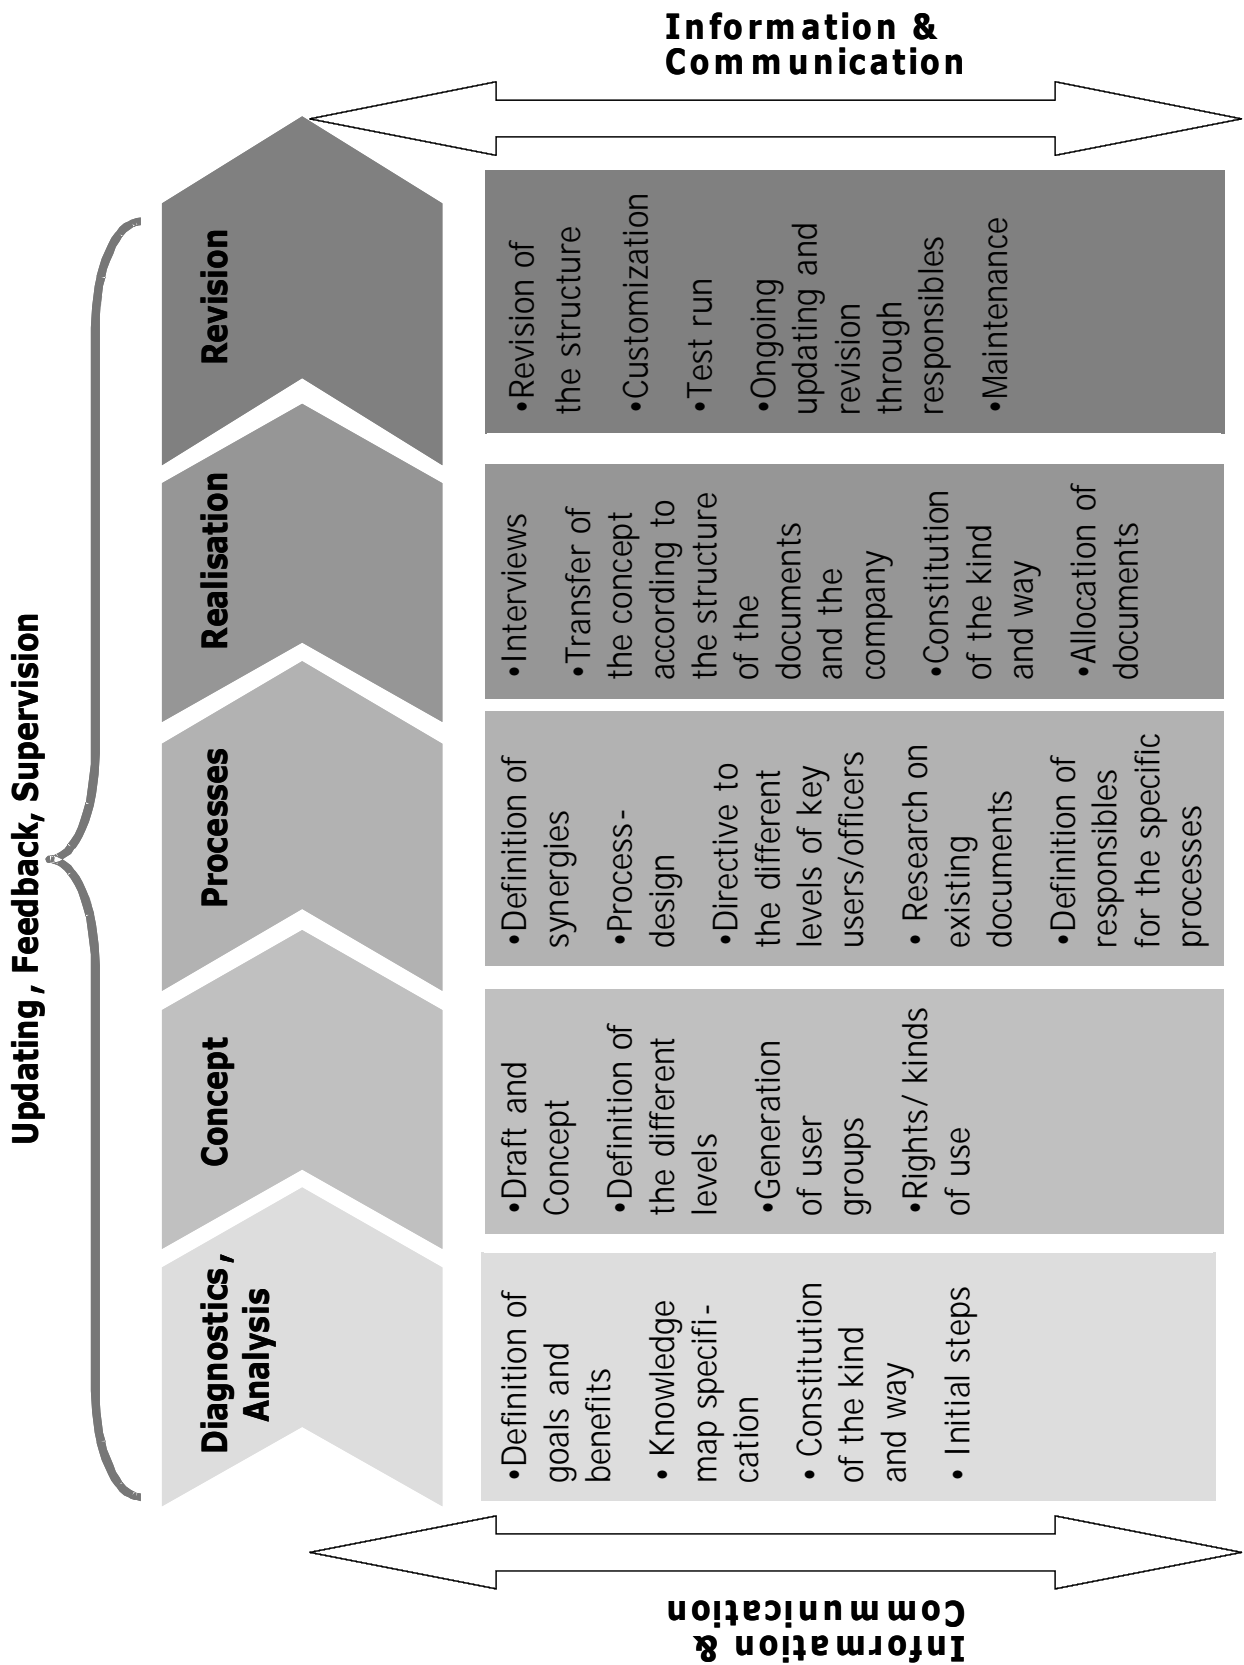 Updating, Feedback, Supervision
Diagnostics,
Analysis
Concept
Processes
Realisation
Revision
•Definition of
goals and
benefits
• Knowledge
map specifi-
cation
• Constitution
of the kind
and way
• Initial steps
•Draft and
Concept
•Definition of
the different
levels
•Generation
of user
groups
•Rights/ kinds
of use
•Definition of
synergies
•Process-
design
•Directive to
the different
levels of key
users/officers
• Research on
existing
documents
•Definition of
responsibles
for the specific
processes
•Interviews
•Transfer of
the concept
according to
the structure
of the
documents
and the
company
•Constitution
of the kind
and way
•Allocation of
documents
•Revision of
the structure
•Customization
•Test run
•Ongoing
updating and
revision
through
responsibles
•Maintenance
Information &
Communication
Information &
Communication